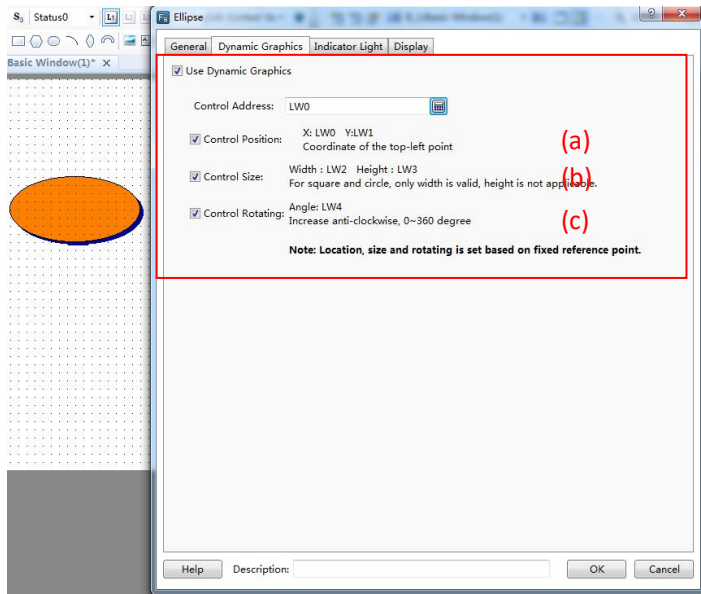 S₀ Status0 L1
Basic Window(1)* X
Fs Ellipse
General Dynamic Graphics Indicator Light Display
Use Dynamic Graphics
Control Address: LW0
Control Position: X: LW0 Y:LW1
Coordinate of the top-left point
(a)
Control Size: Width : LW2 Height : LW3
For square and circle, only width is valid, height is not applicable.
(b)
Control Rotating: Angle: LW4
Increase anti-clockwise, 0~360 degree
(c)
Note: Location, size and rotating is set based on fixed reference point.
Help Description: OK Cancel